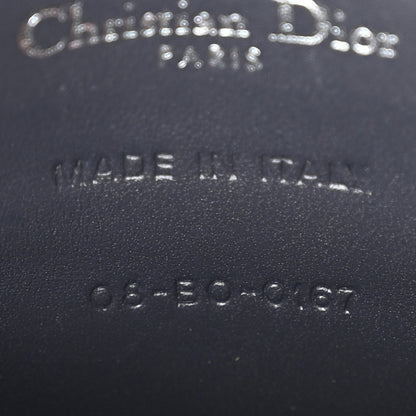 Christian Dior
PARIS
MADE IN ITALY
08-BO-0167